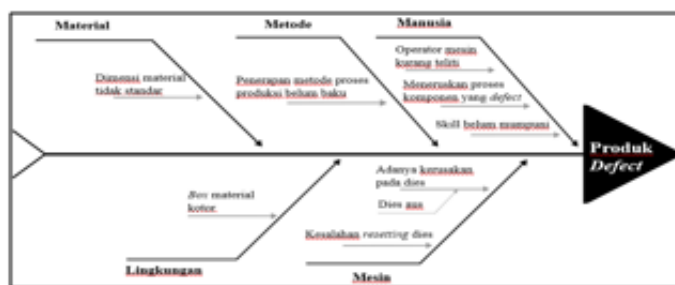 Material
Metode
Manusia
Dimensi material
tidak standar
Penerapan metode proses
produksi belum baku
Operator mesin
kurang teliti
Meneruskan proses
komponen yang defect
Skill belum mumpuni
Produk
Defect
Box material
kotor
Adanya kerusakan
pada dies
Dies aus
Kesalahan resetting dies
Lingkungan
Mesin